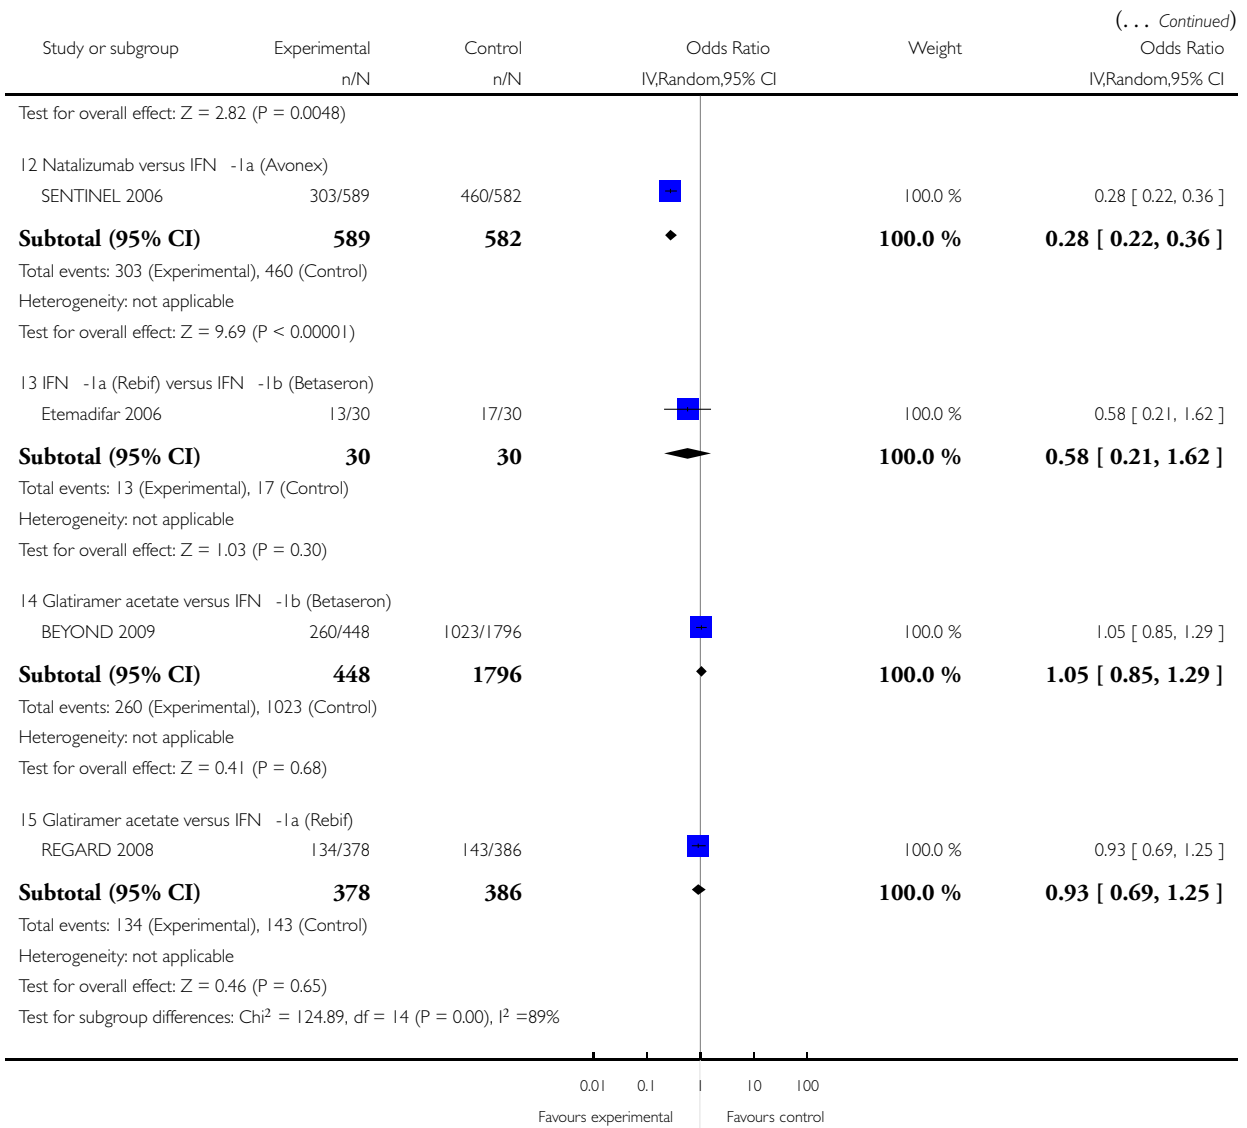 (... Continued)
Study or subgroup Experimental Control Odds Ratio Weight Odds Ratio
n/N n/N IV,Random,95% CI IV,Random,95% CI
Test for overall effect: Z = 2.82 (P = 0.0048)
12 Natalizumab versus IFN -1a (Avonex)
SENTINEL 2006 303/589 460/582 100.0 % 0.28 [ 0.22, 0.36 ]
Subtotal (95% CI) 589 582 100.0 % 0.28 [ 0.22, 0.36 ]
Total events: 303 (Experimental), 460 (Control)
Heterogeneity: not applicable
Test for overall effect: Z = 9.69 (P < 0.00001)
13 IFN -1a (Rebif) versus IFN -1b (Betaseron)
Etemadifar 2006 13/30 17/30 100.0 % 0.58 [ 0.21, 1.62 ]
Subtotal (95% CI) 30 30 100.0 % 0.58 [ 0.21, 1.62 ]
Total events: 13 (Experimental), 17 (Control)
Heterogeneity: not applicable
Test for overall effect: Z = 1.03 (P = 0.30)
14 Glatiramer acetate versus IFN -1b (Betaseron)
BEYOND 2009 260/448 1023/1796 100.0 % 1.05 [ 0.85, 1.29 ]
Subtotal (95% CI) 448 1796 100.0 % 1.05 [ 0.85, 1.29 ]
Total events: 260 (Experimental), 1023 (Control)
Heterogeneity: not applicable
Test for overall effect: Z = 0.41 (P = 0.68)
15 Glatiramer acetate versus IFN -1a (Rebif)
REGARD 2008 134/378 143/386 100.0 % 0.93 [ 0.69, 1.25 ]
Subtotal (95% CI) 378 386 100.0 % 0.93 [ 0.69, 1.25 ]
Total events: 134 (Experimental), 143 (Control)
Heterogeneity: not applicable
Test for overall effect: Z = 0.46 (P = 0.65)
Test for subgroup differences: Chi² = 124.89, df = 14 (P = 0.00), I² =89%
0.01 0.1 1 10 100
Favours experimental Favours control